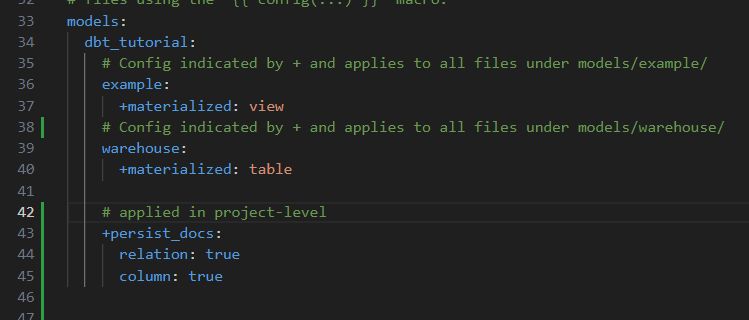 32 # files using the `{{ config(...) }}` macro.
33 models:
34 dbt_tutorial:
35 # Config indicated by + and applies to all files under models/example/
36 example:
37 +materialized: view
38 # Config indicated by + and applies to all files under models/warehouse/
39 warehouse:
40 +materialized: table
41
42 # applied in project-level
43 +persist_docs:
44 relation: true
45 column: true
46
47